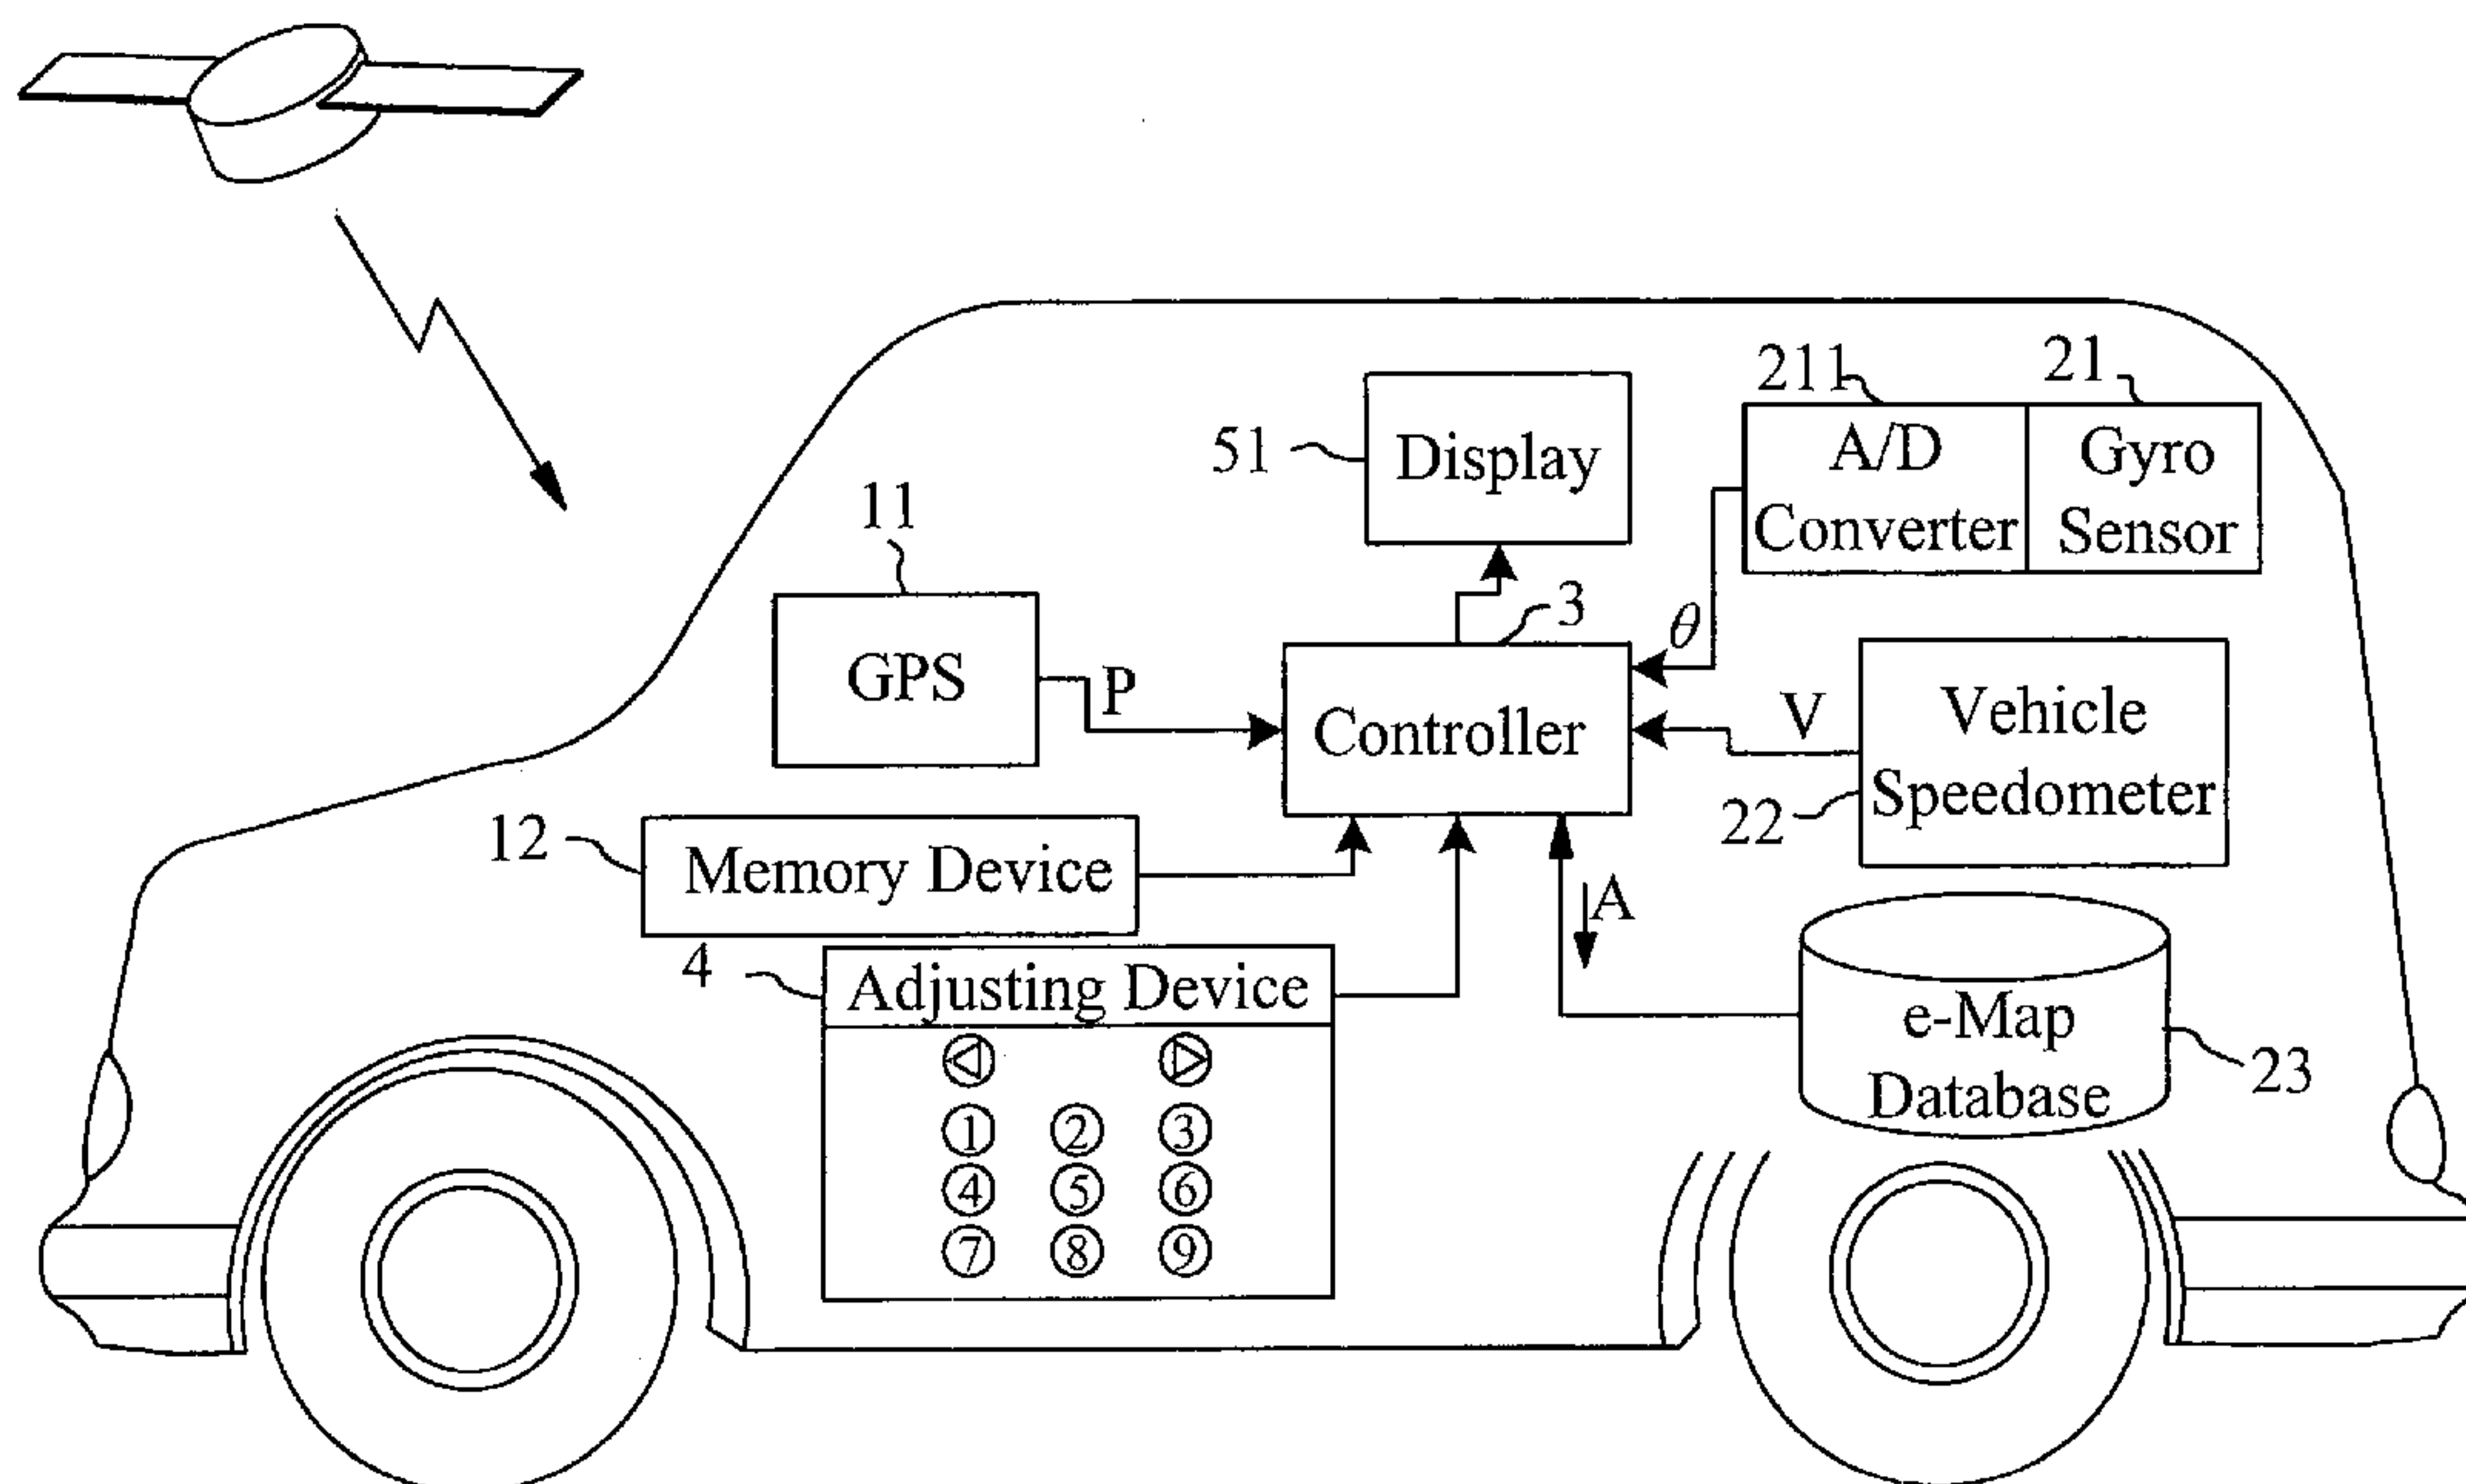 211
21
51
Display
A/D
Converter
Gyro
Sensor
11
3
θ
GPS
P
Controller
V
Vehicle
Speedometer
22
12
Memory Device
A
4
Adjusting Device
e-Map
Database
23
1 2 3
4 5 6
7 8 9